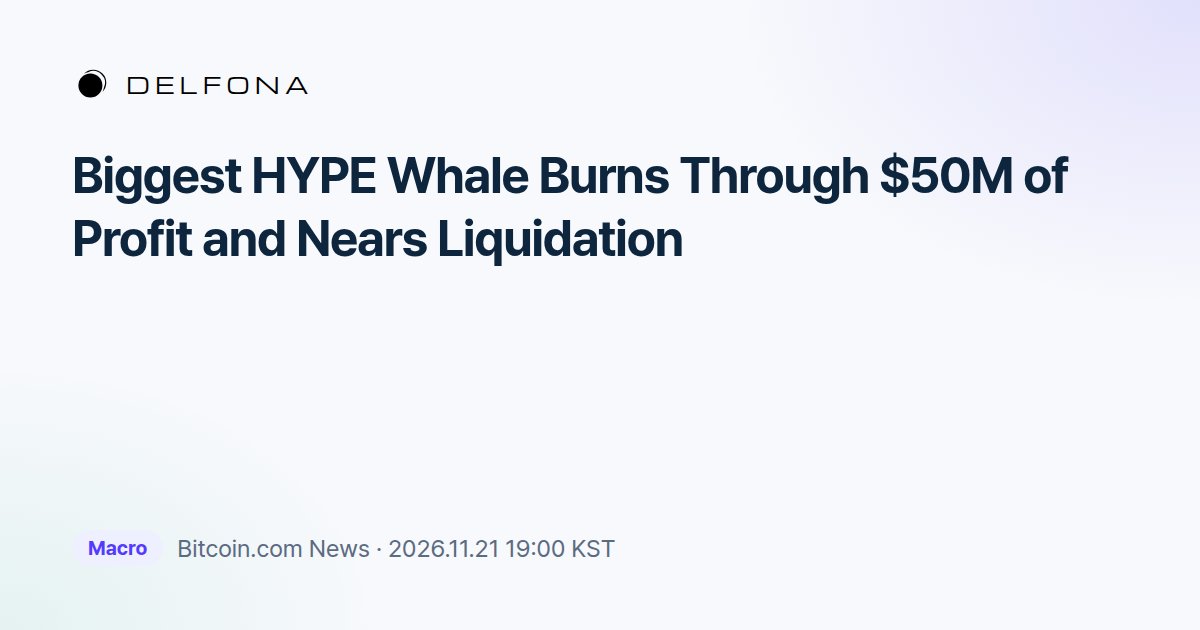 DELFONA
Biggest HYPE Whale Burns Through $50M of
Profit and Nears Liquidation
Macro Bitcoin.com News · 2026.11.21 19:00 KST